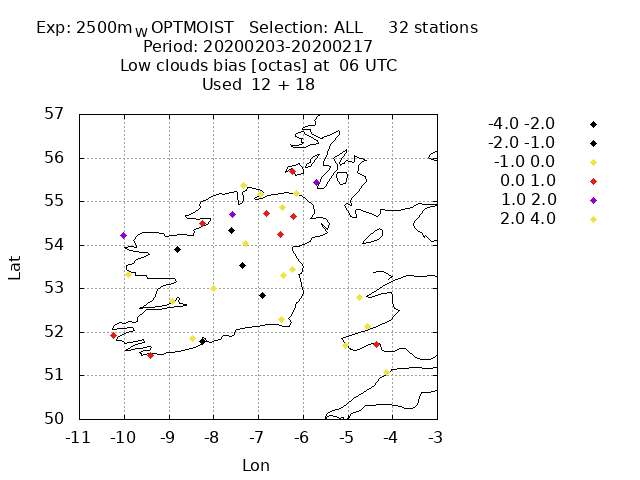 Exp: 2500mWOPTMOIST Selection: ALL 32 stations
Period: 20200203-20200217
Low clouds bias [octas] at 06 UTC
Used 12 + 18
-4.0 -2.0
-2.0 -1.0
-1.0 0.0
0.0 1.0
1.0 2.0
2.0 4.0
57
56
55
54
53
52
51
50
Lat
-11 -10 -9 -8 -7 -6 -5 -4 -3
Lon